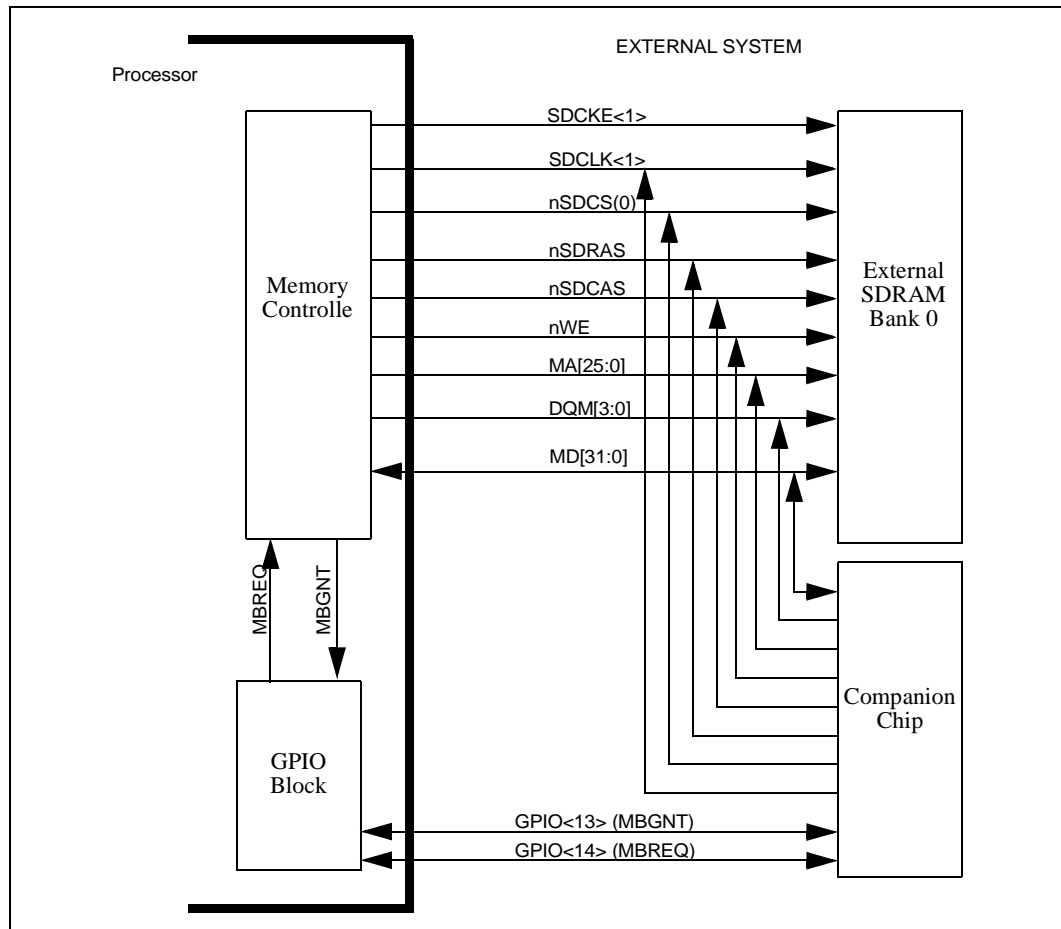 EXTERNAL SYSTEM
Processor
SDCKE<1>
SDCLK<1>
nSDCS(0)
nSDRAS
nSDCAS
nWE
MA[25:0]
DQM[3:0]
MD[31:0]
Memory
Controlle
External
SDRAM
Bank 0
MBREQ
MBGNT
GPIO
Block
Companion
Chip
GPIO<13> (MBGNT)
GPIO<14> (MBREQ)